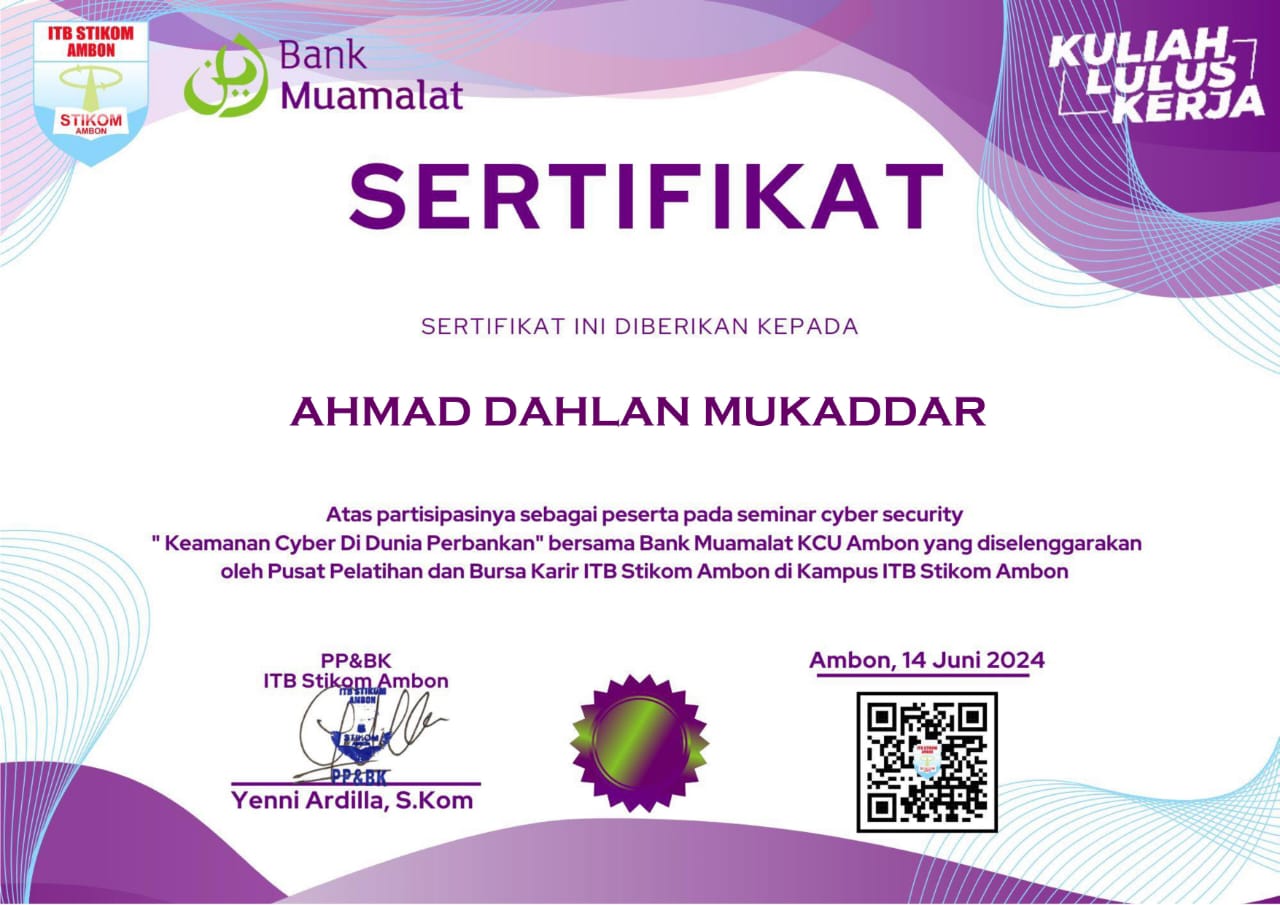 ITB STIKOM
AMBON
STIKOM
AMBON
Bank
Muamalat
KULIAH
LULUS
KERJA
SERTIFIKAT
SERTIFIKAT INI DIBERIKAN KEPADA
AHMAD DAHLAN MUKADDAR
Atas partisipasinya sebagai peserta pada seminar cyber security
" Keamanan Cyber Di Dunia Perbankan" bersama Bank Muamalat KCU Ambon yang diselenggarakan
oleh Pusat Pelatihan dan Bursa Karir ITB Stikom Ambon di Kampus ITB Stikom Ambon
PP&BK
ITB Stikom Ambon
ITB STIKOM
AMBON
STIKOM
AMBON
PP&BK
Yenni Ardilla, S.Kom
Ambon, 14 Juni 2024
ITB STIKOM
AMBON
STIKOM